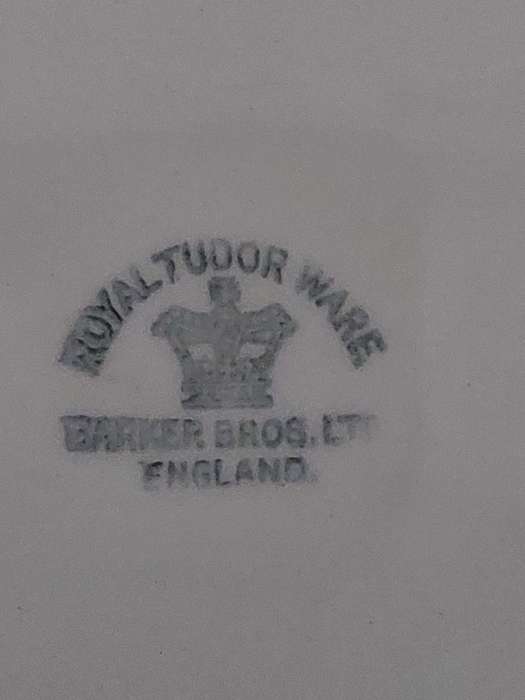 ROYAL TUDOR WARE
BARKER BROS. LTD
ENGLAND.